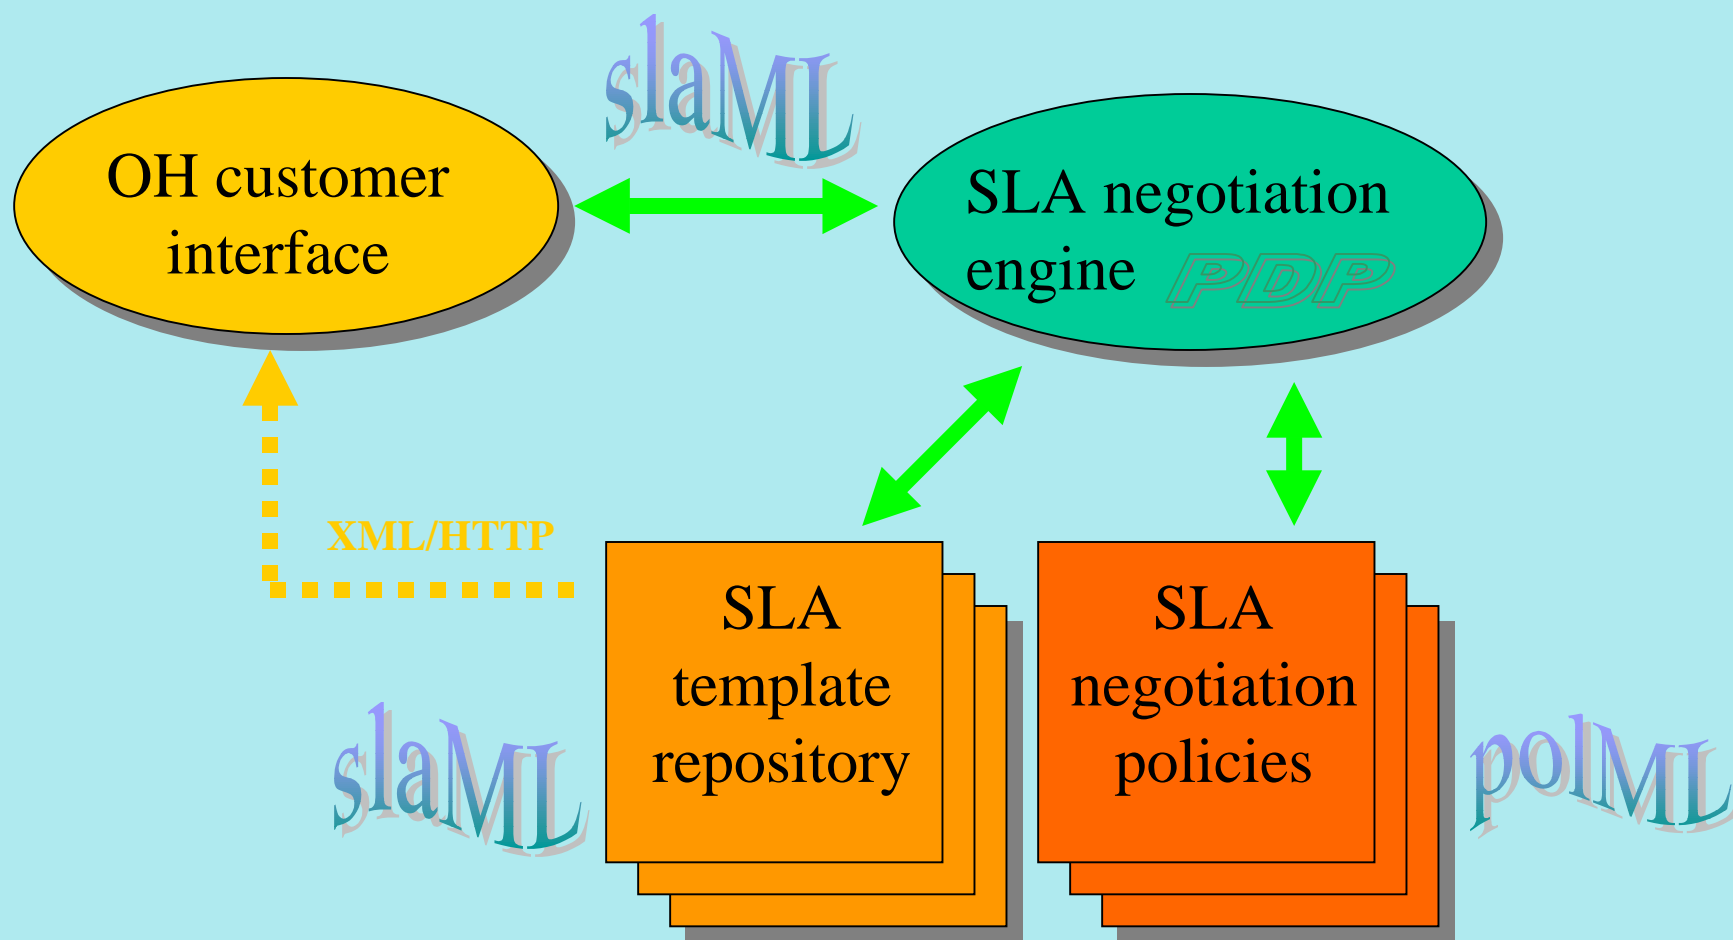 slaML
OH customer
interface
SLA negotiation
engine PDP
XML/HTTP
SLA
template
repository
SLA
negotiation
policies
slaML
polML